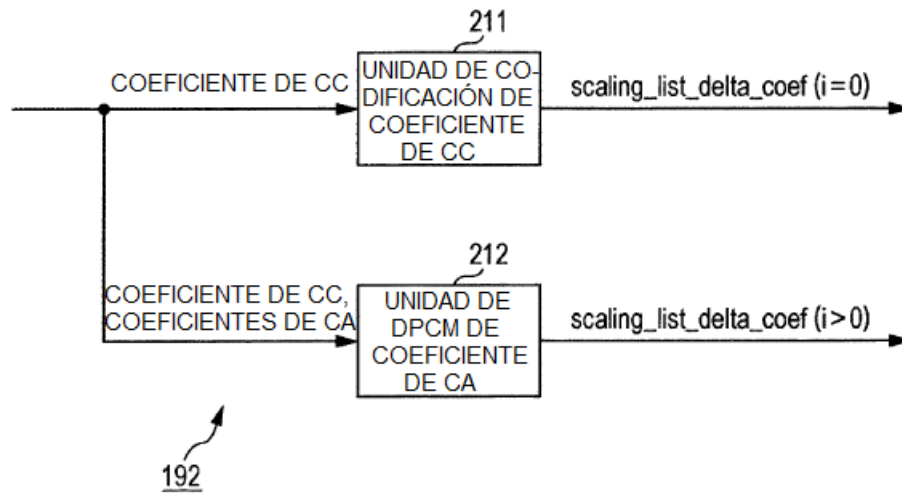 211
COEFICIENTE DE CC
UNIDAD DE CO-
DIFICACIÓN DE
COEFICIENTE
DE CC
scaling_list_delta_coef (i=0)
212
COEFICIENTE DE CC,
COEFICIENTES DE CA
UNIDAD DE
DPCM DE
COEFICIENTE
DE CA
scaling_list_delta_coef (i>0)
192